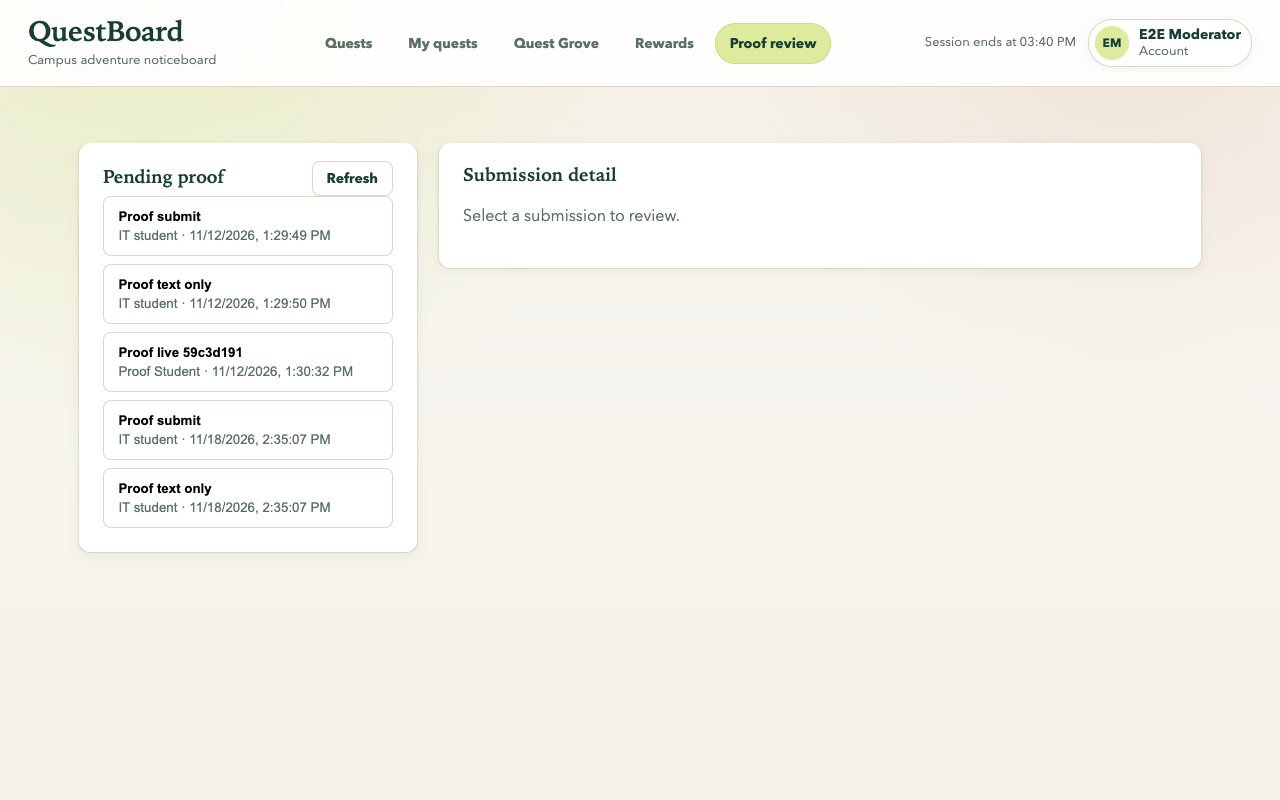 QuestBoard
Campus adventure noticeboard
Quests
My quests
Quest Grove
Rewards
Proof review
Session ends at 03:40 PM
EM
E2E Moderator
Account
Pending proof
Refresh
Proof submit
IT student · 11/12/2026, 1:29:49 PM
Proof text only
IT student · 11/12/2026, 1:29:50 PM
Proof live 59c3d191
Proof Student · 11/12/2026, 1:30:32 PM
Proof submit
IT student · 11/18/2026, 2:35:07 PM
Proof text only
IT student · 11/18/2026, 2:35:07 PM
Submission detail
Select a submission to review.